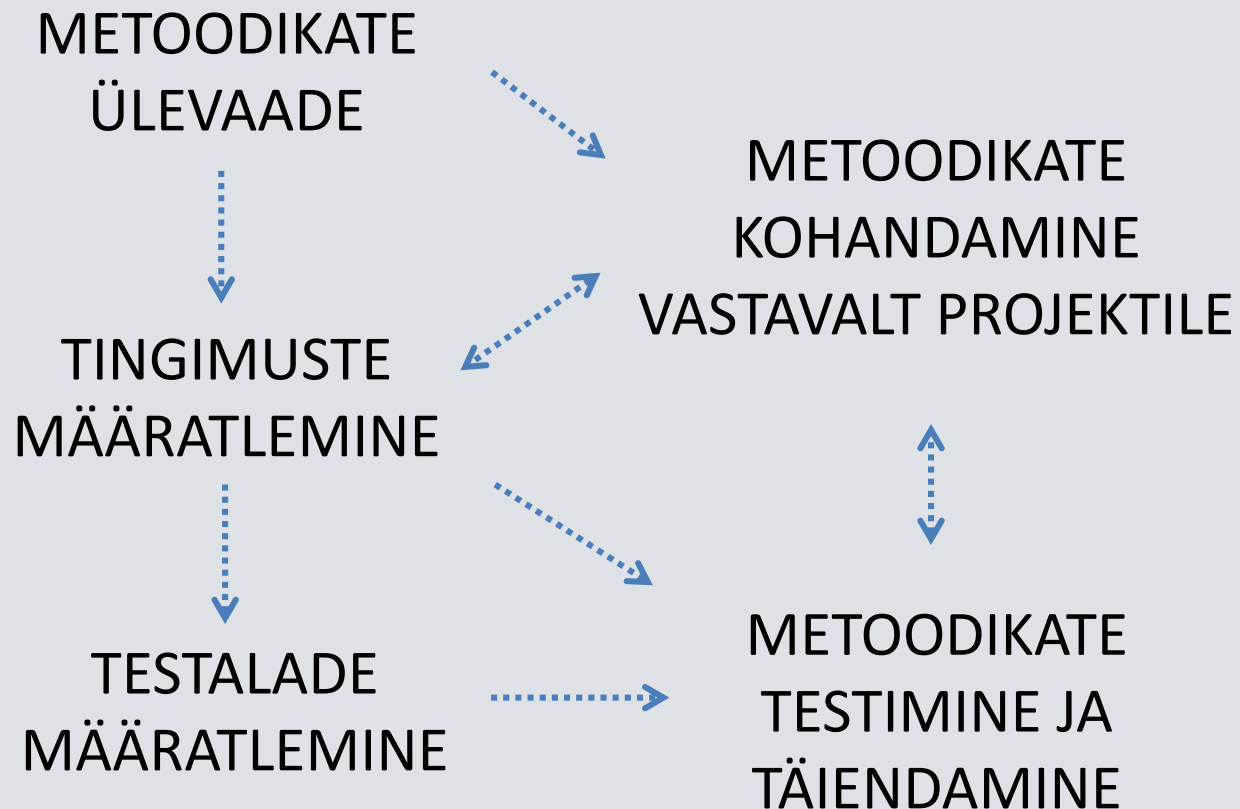 METOODIKATE
ÜLEVAADE
METOODIKATE
KOHANDAMINE
VASTAVALT PROJEKTILE
TINGIMUSTE
MÄÄRATLEMINE
TESTALADE
MÄÄRATLEMINE
METOODIKATE
TESTIMINE JA
TÄIENDAMINE